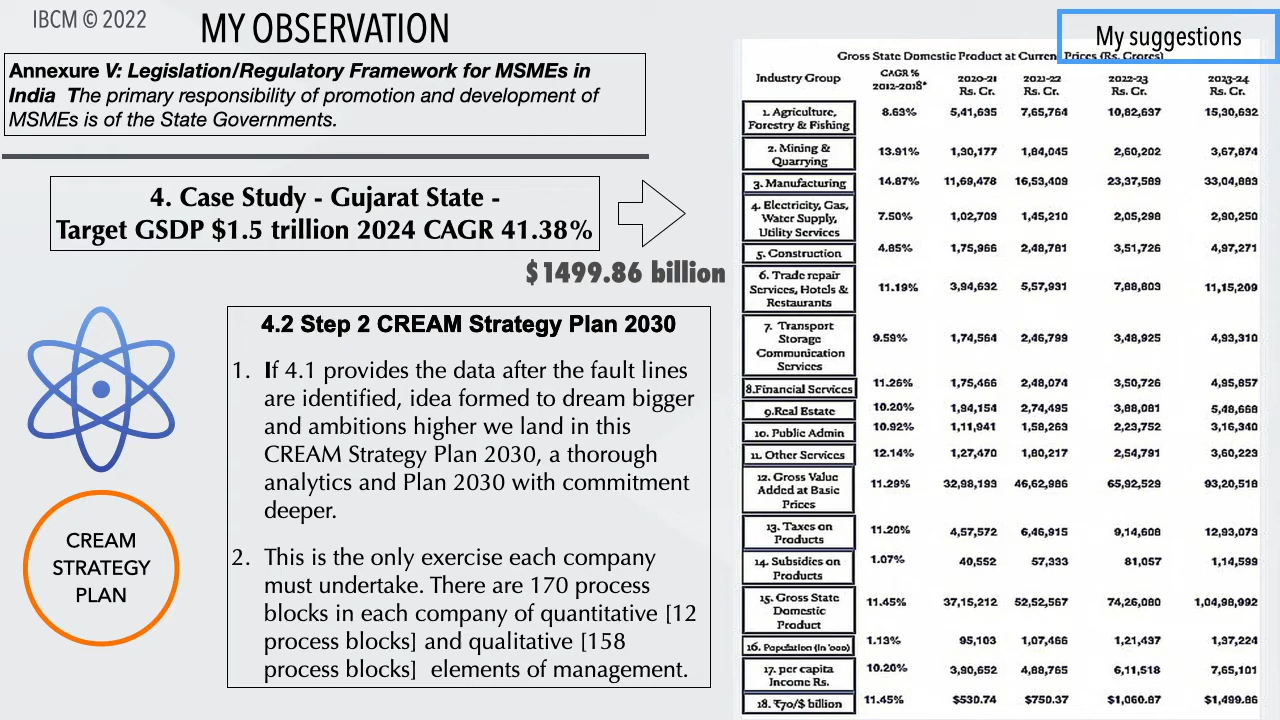 IBCM © 2022
MY OBSERVATION
My suggestions
Annexure V: Legislation/Regulatory Framework for MSMEs in
India The primary responsibility of promotion and development of
MSMEs is of the State Governments.
4. Case Study - Gujarat State -
Target GSDP $1.5 trillion 2024 CAGR 41.38%
$1499.86 billion
4.2 Step 2 CREAM Strategy Plan 2030
1. If 4.1 provides the data after the fault lines
are identified, idea formed to dream bigger
and ambitions higher we land in this
CREAM Strategy Plan 2030, a thorough
analytics and Plan 2030 with commitment
deeper.
2. This is the only exercise each company
must undertake. There are 170 process
blocks in each company of quantitative [12
process blocks] and qualitative [158
process blocks] elements of management.
CREAM
STRATEGY
PLAN
Gross State Domestic Product at Current Prices (Rs. Crores)
Industry Group CAGR % 2020-21 2021-22 2022-23 2023-24
2012-2018* Rs. Cr. Rs. Cr. Rs. Cr. Rs. Cr.
1. Agriculture, 8.63% 5,41,635 7,65,764 10,82,637 15,30,632
Forestry & Fishing
2. Mining & 13.91% 1,30,177 1,84,045 2,60,202 3,67,874
Quarrying
3. Manufacturing 14.87% 11,69,478 16,53,409 23,37,589 33,04,883
4. Electricity, Gas,
Water Supply, 7.50% 1,02,709 1,45,210 2,05,298 2,90,250
Utility Services
5. Construction 4.85% 1,75,966 2,48,781 3,51,726 4,97,271
6. Trade repair
Services, Hotels & 11.19% 3,94,632 5,57,931 7,88,803 11,15,209
Restaurants
7. Transport
Storage 9.59% 1,74,564 2,46,799 3,48,925 4,93,310
Communication
Services
8.Financial Services 11.26% 1,75,466 2,48,074 3,50,726 4,95,857
9.Real Estate 10.20% 1,94,154 2,74,495 3,88,081 5,48,668
10. Public Admin 10.92% 1,11,941 1,58,263 2,23,752 3,16,340
11. Other Services 12.14% 1,27,470 1,80,217 2,54,791 3,60,223
12. Gross Value
Added at Basic 11.29% 32,98,193 46,62,986 65,92,529 93,20,518
Prices
13. Taxes on 11.20% 4,57,572 6,46,915 9,14,608 12,93,073
Products
14. Subsidies on 1.07% 40,552 57,333 81,057 1,14,599
Products
15. Gross State
Domestic 11.45% 37,15,212 52,52,567 74,26,080 1,04,98,992
Product
16. Population (in '000) 1.13% 95,103 1,07,466 1,21,437 1,37,224
17. per capita 10.20% 3,90,652 4,88,765 6,11,518 7,65,101
Income Rs.
18. ₹70/$ billion 11.45% $530.74 $750.37 $1,060.87 $1,499.86